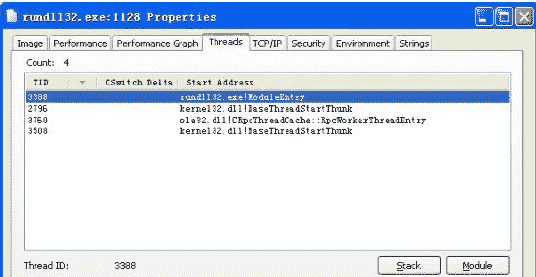 rundll32.exe:1128 Properties
Image Performance Performance Graph Threads TCP/IP Security Environment Strings
Count: 4
TID CSwitch Delta Start Address
3388 rundll32.exe!ModuleEntry
2796 kernel32.dll!BaseThreadStartThunk
3760 ole32.dll!CRpcThreadCache::RpcWorkerThreadEntry
3508 kernel32.dll!BaseThreadStartThunk
Thread ID: 3388 Stack Module